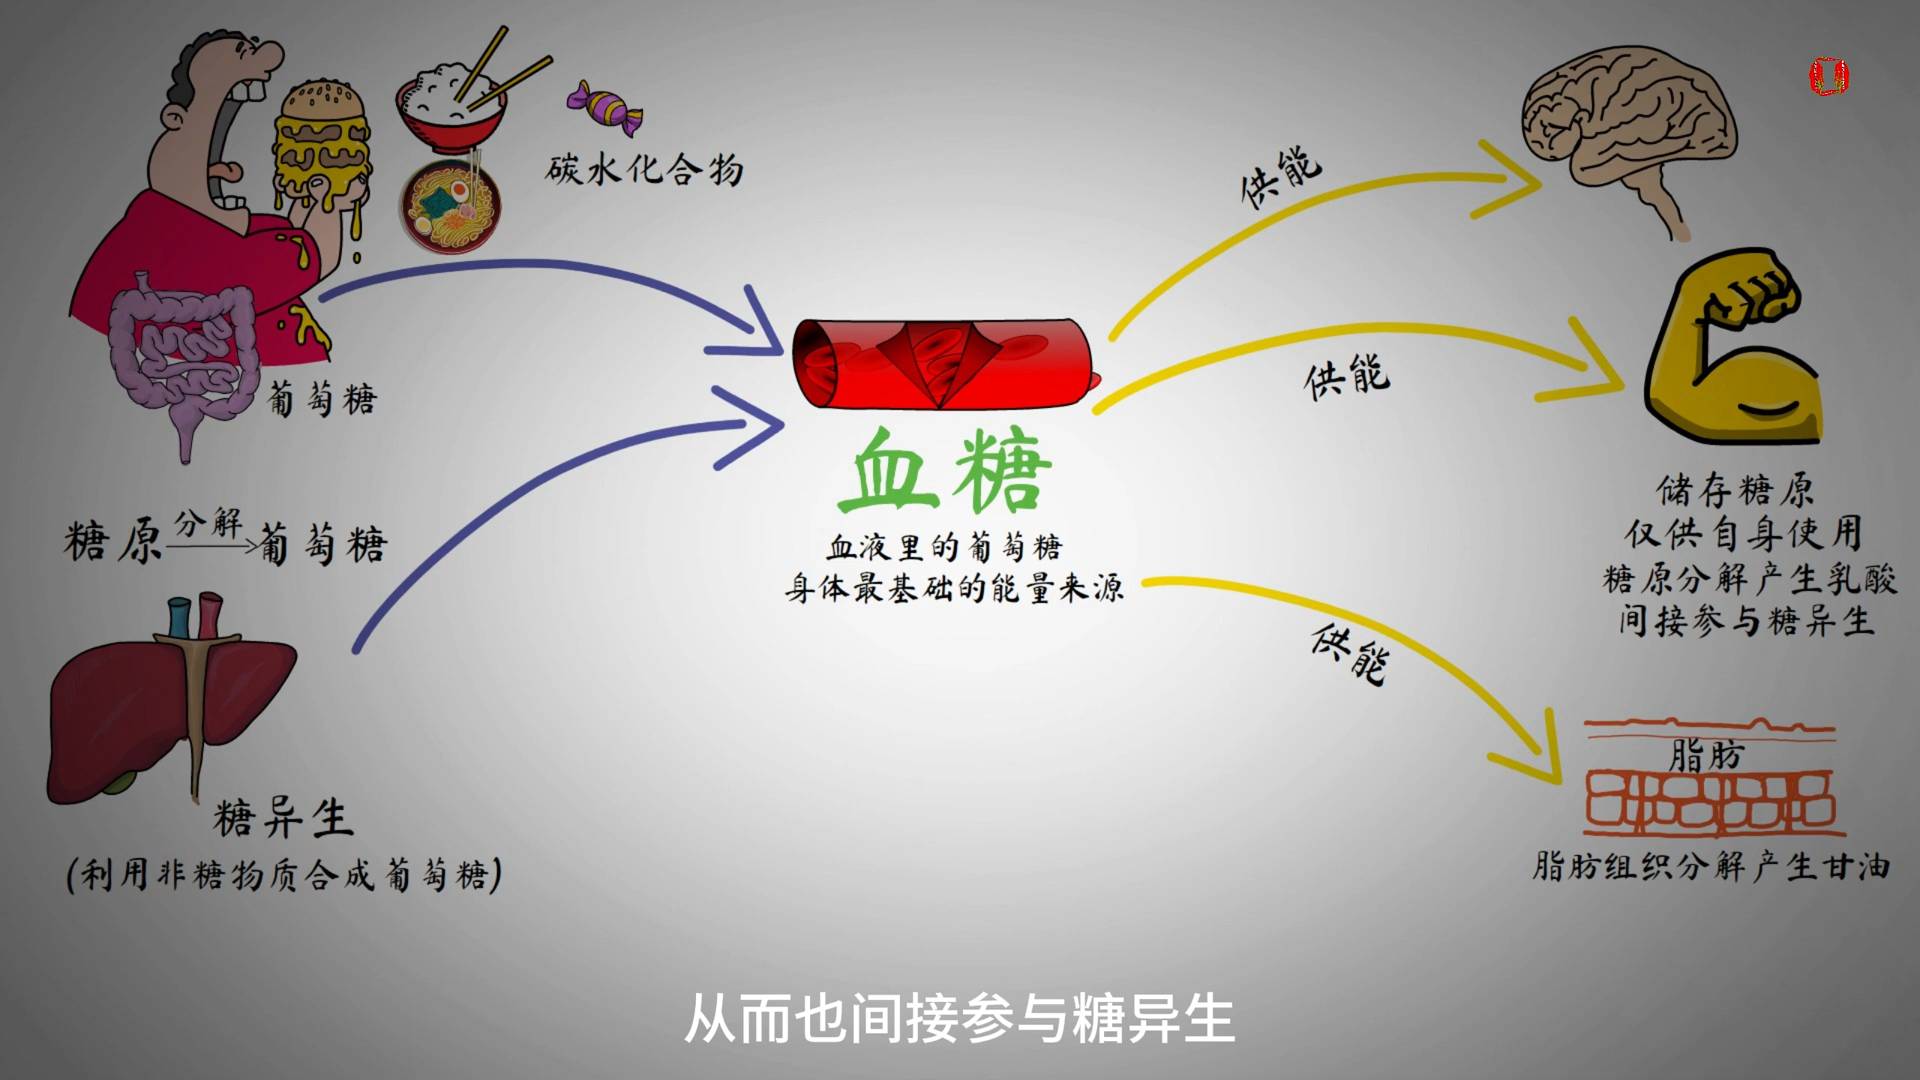 碳水化合物
葡萄糖
糖原
分解
葡萄糖
糖异生
(利用非糖物质合成葡萄糖)
血糖
血液里的葡萄糖
身体最基础的能量来源
供能
供能
供能
储存糖原
仅供自身使用
糖原分解产生乳酸
间接参与糖异生
脂肪
脂肪组织分解产生甘油
从而也间接参与糖异生